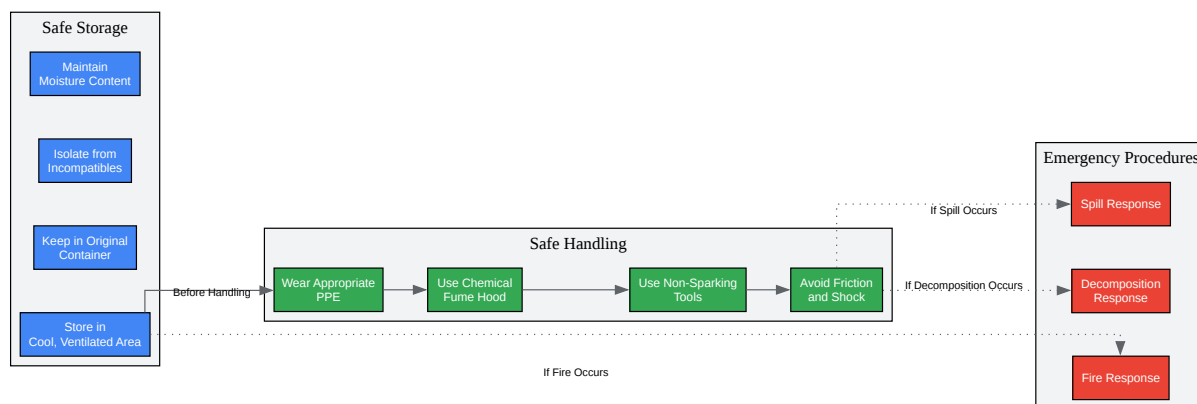 Safe Storage
Maintain
Moisture Content
Isolate from
Incompatibles
Keep in Original
Container
Store in
Cool, Ventilated Area
Before Handling
Safe Handling
Wear Appropriate
PPE
Use Chemical
Fume Hood
Use Non-Sparking
Tools
Avoid Friction
and Shock
If Spill Occurs
If Decomposition Occurs
If Fire Occurs
Emergency Procedures
Spill Response
Decomposition
Response
Fire Response